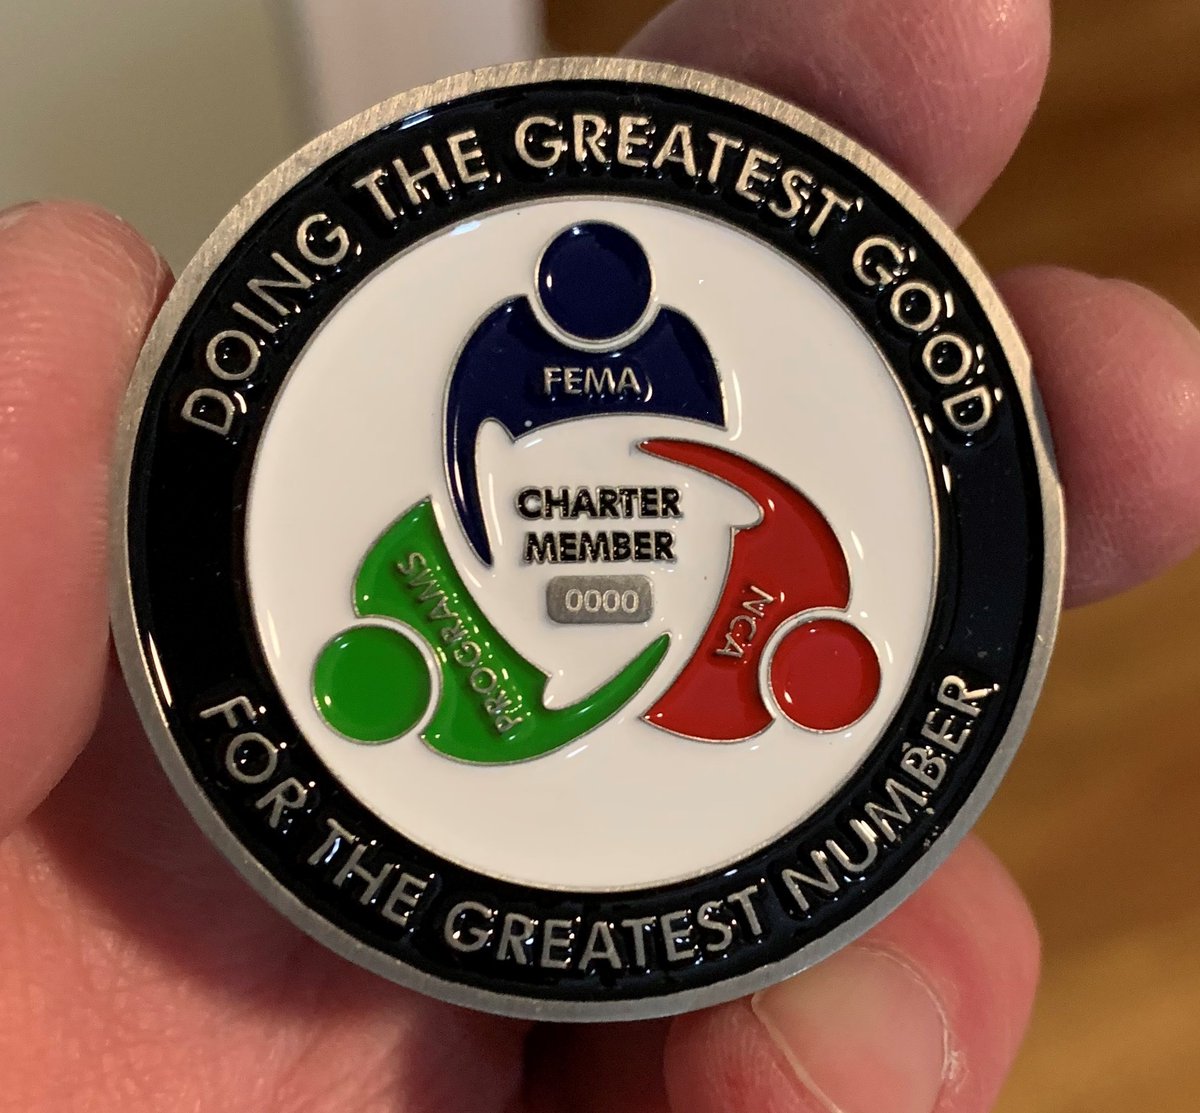 DOING THE GREATEST GOOD
FEMA
CHARTER
MEMBER
0000
PROGRAMS
NCA
FOR THE GREATEST NUMBER